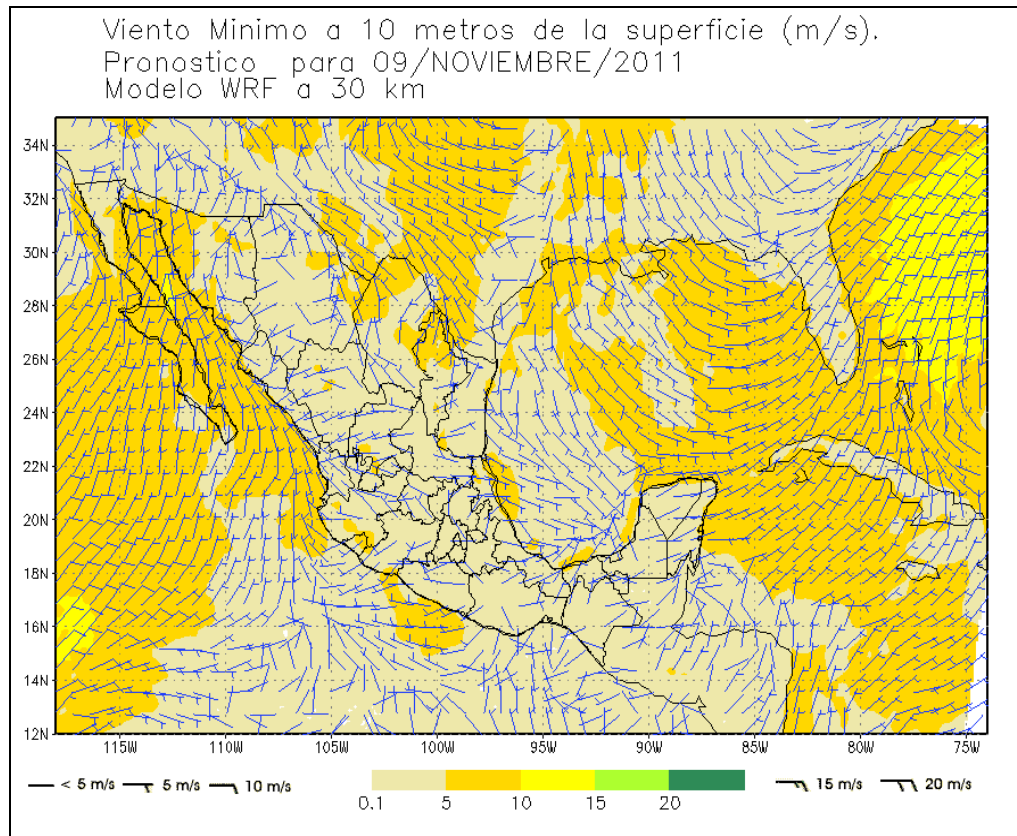 Viento Minimo a 10 metros de la superficie (m/s).
Pronostico para 09/NOVIEMBRE/2011
Modelo WRF a 30 km
34N
32N
30N
28N
26N
24N
22N
20N
18N
16N
14N
12N
115W 110W 105W 100W 95W 90W 85W 80W 75W
< 5 m/s 5 m/s 10 m/s 15 m/s 20 m/s
0.1 5 10 15 20